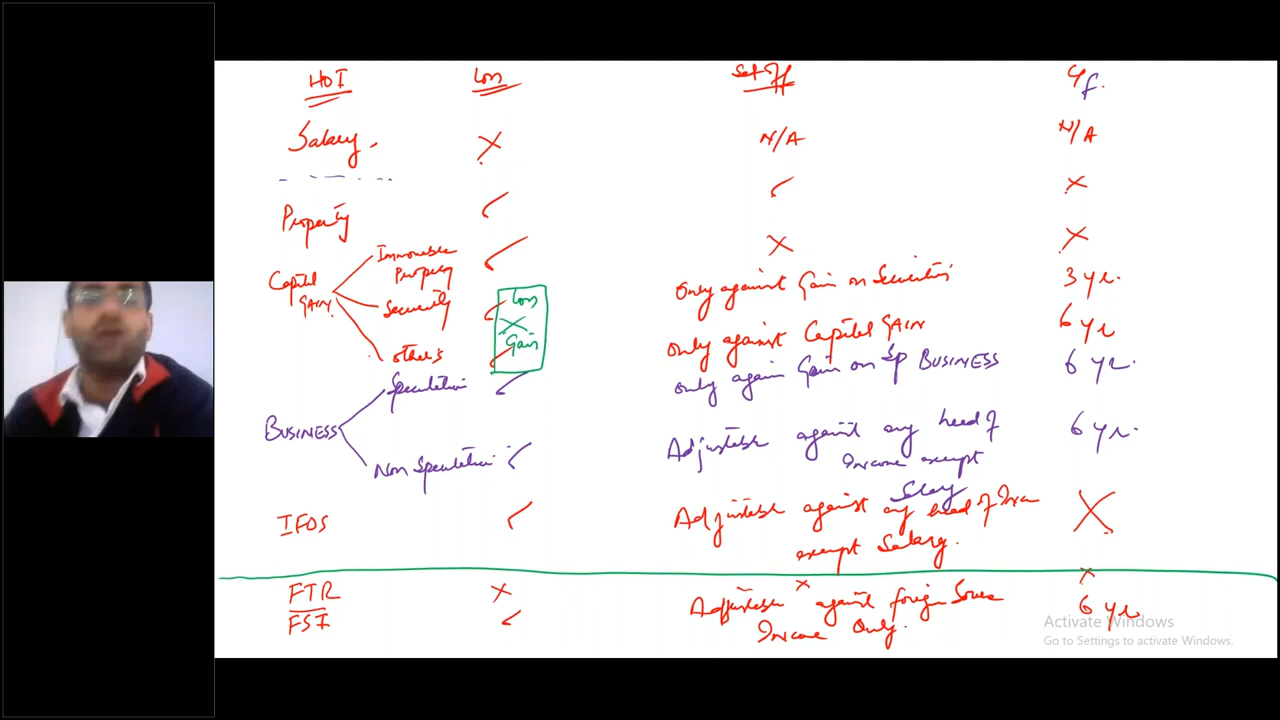 HOI Loss Set off C/f.
Salary. X N/A N/A
Property ✓ ✓ X
Capital GAIN
Immovable Property ✓ X X
Security ✓ Only against Gain on Securities 3 yr.
other's ✓ only against Capital GAIN 6 yr
Loss
X
Gain
BUSINESS
Speculation ✓ only again Gain on Sp BUSINESS 6 yr.
Non Speculation ✓ Adjustable against any head of 6 yr.
Income except
Salary
IFOS ✓ Adjustable against any head of X
except Salary.
FTR X X X
FSI ✓ Adjustable against foreign Source 6 yr
Income Only.
Activate Windows
Go to Settings to activate Windows.